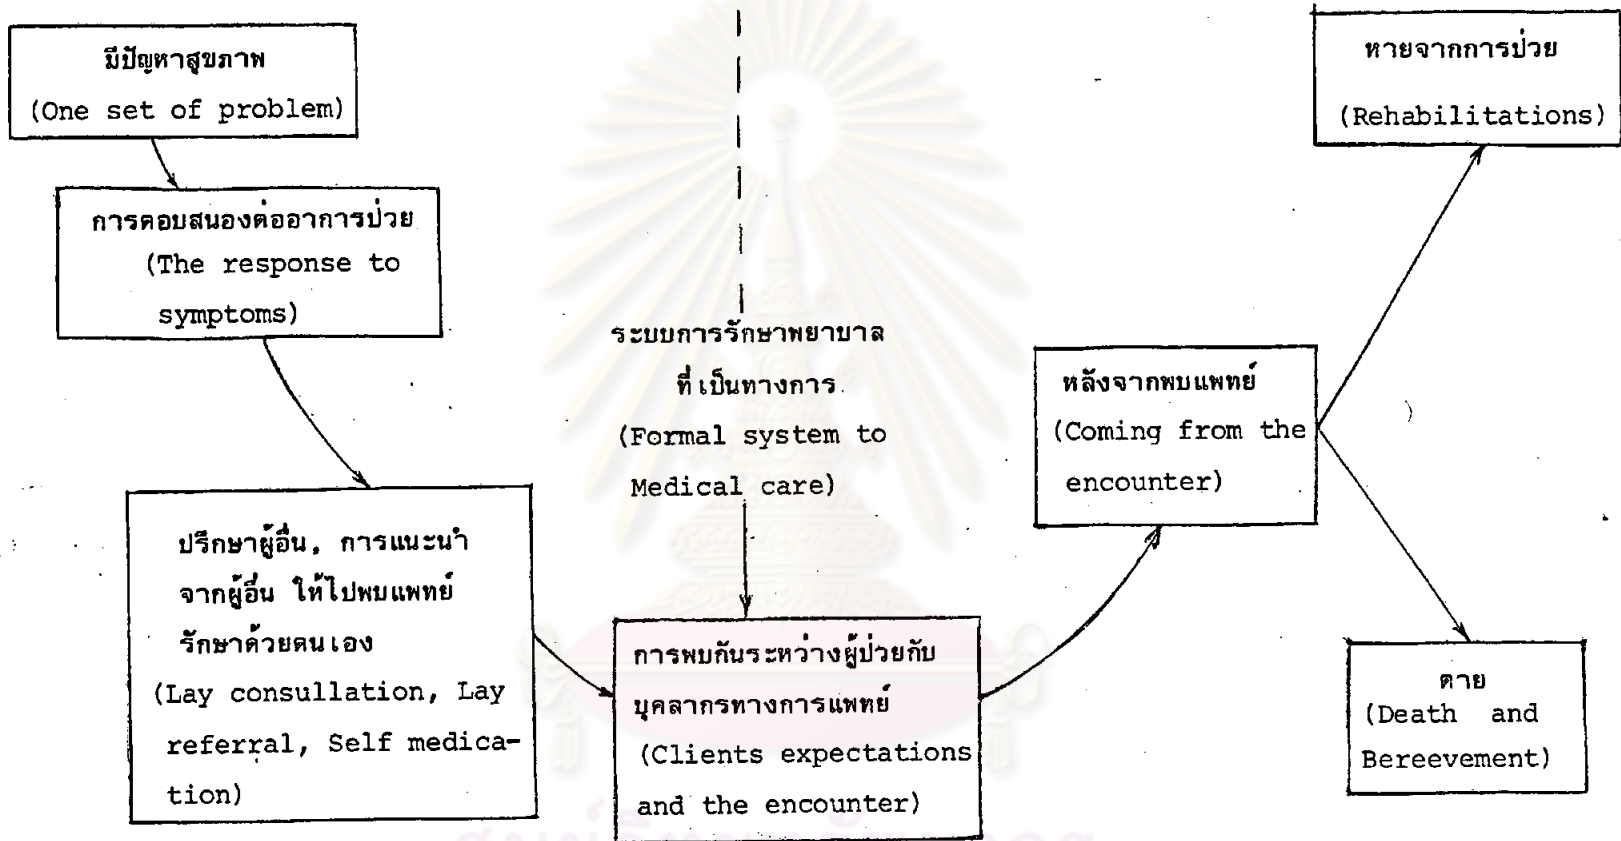 มีปัญหาสุขภาพ
(One set of problem)
การตอบสนองต่ออาการป่วย
(The response to
symptoms)
ปรึกษาผู้อื่น, การแนะนำ
จากผู้อื่น ให้ไปพบแพทย์
รักษาด้วยตนเอง
(Lay consullation, Lay
referral, Self medica-
tion)
ระบบการรักษาพยาบาล
ที่เป็นทางการ
(Formal system to
Medical care)
การพบกันระหว่างผู้ป่วยกับ
บุคลากรทางการแพทย์
(Clients expectations
and the encounter)
หลังจากพบแพทย์
(Coming from the
encounter)
หายจากการป่วย
(Rehabilitations)
ตาย
(Death and
Bereevement)